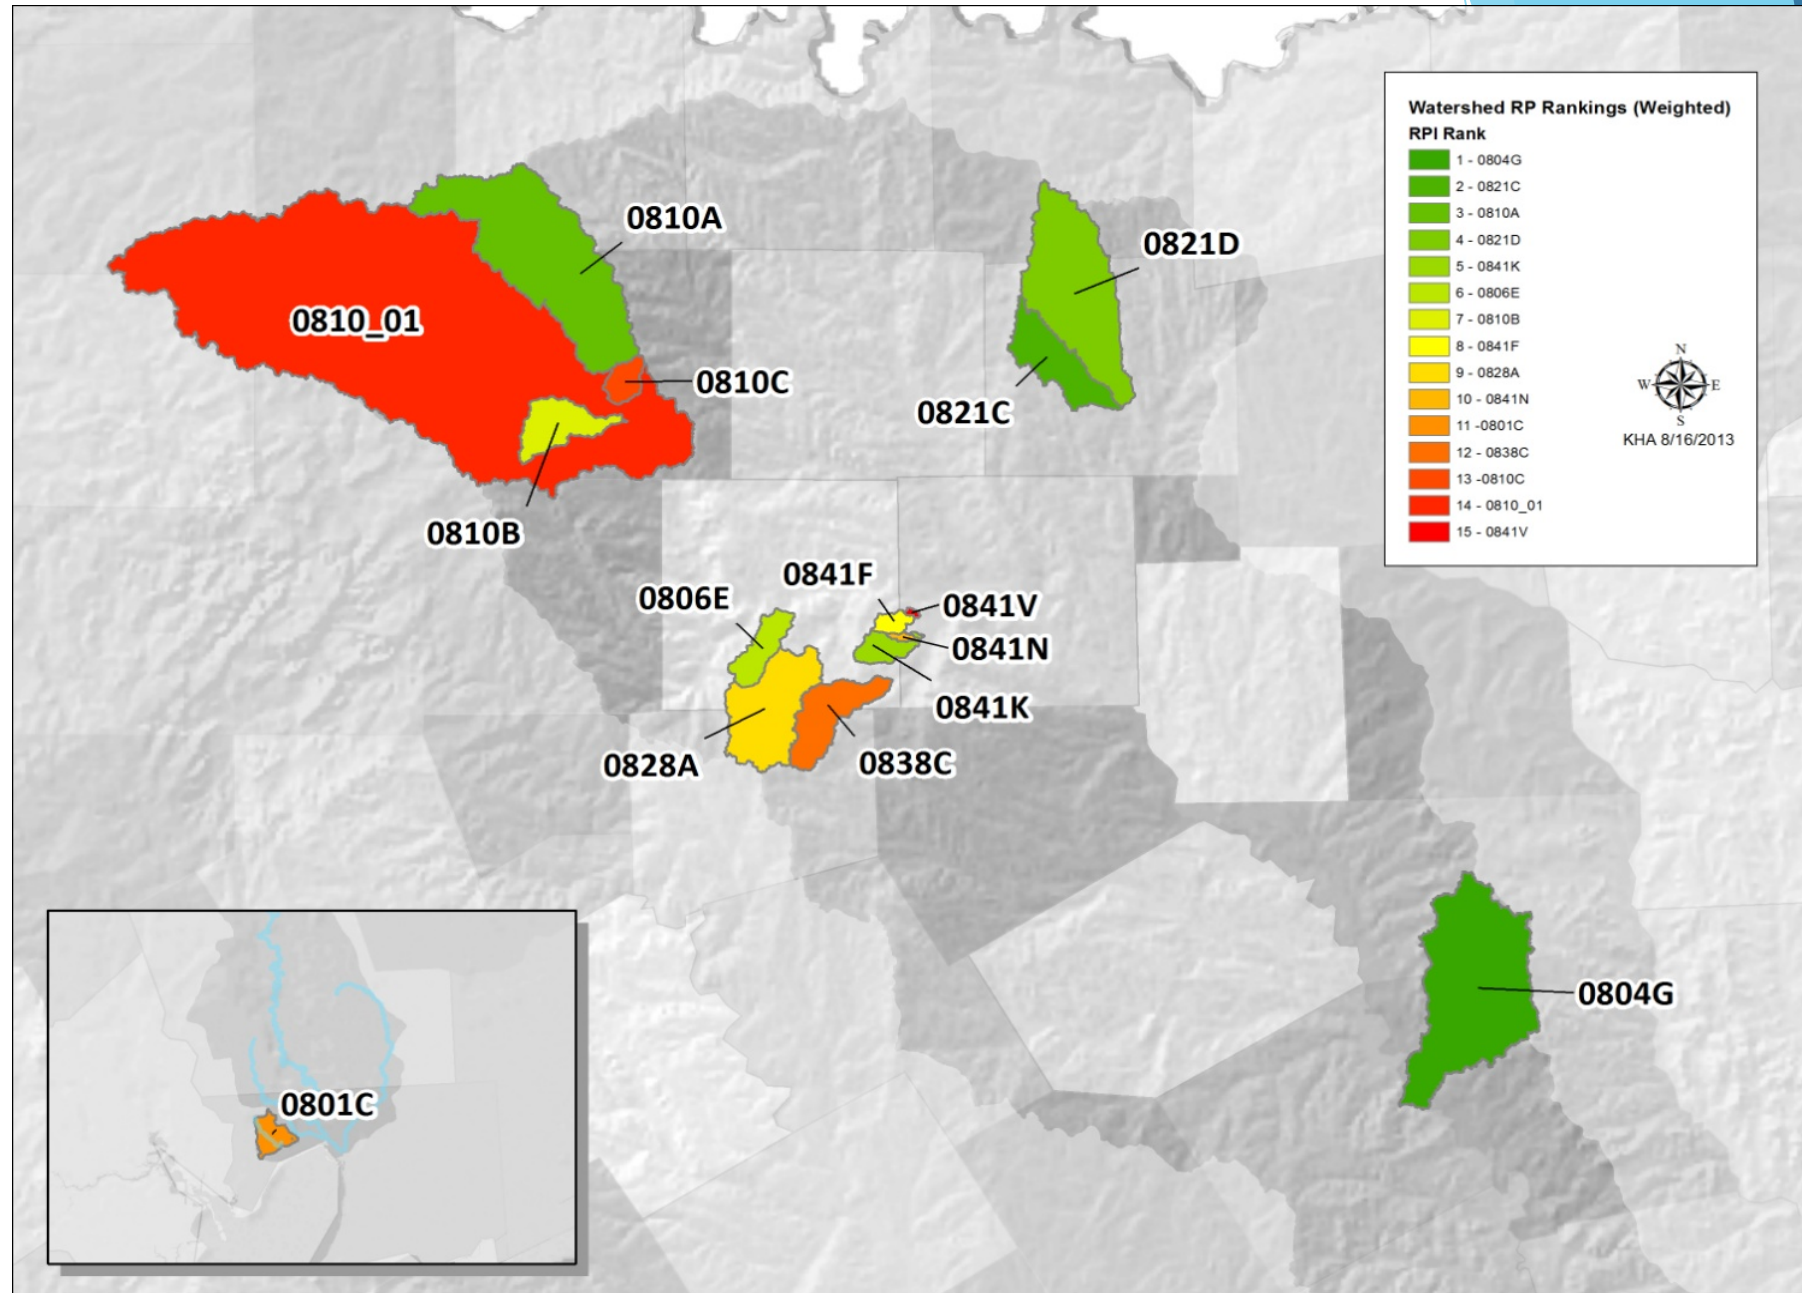 Watershed RP Rankings (Weighted)
RPI Rank
1 - 0804G
2 - 0821C
3 - 0810A
4 - 0821D
5 - 0841K
6 - 0806E
7 - 0810B
8 - 0841F
9 - 0828A
10 - 0841N
11 -0801C
12 - 0838C
13 -0810C
14 - 0810_01
15 - 0841V
N
W E
S
KHA 8/16/2013
0810A
0821D
0810_01
0810C
0821C
0810B
0841F
0806E
0841V
0841N
0841K
0828A
0838C
0804G
0801C